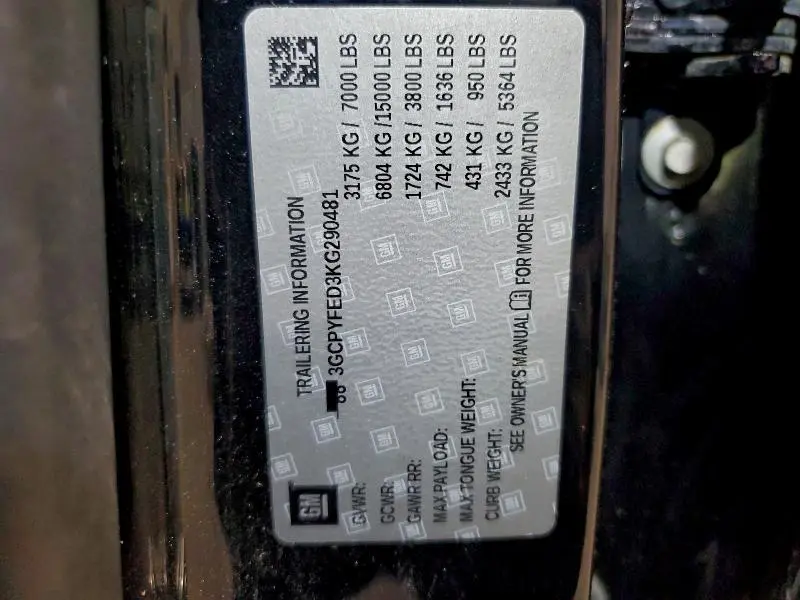 GM
TRAILERING INFORMATION
3GCPYFED3KG290481
GVWR: 3175 KG / 7000 LBS
GCWR: 6804 KG /15000 LBS
GAWR RR: 1724 KG / 3800 LBS
MAX PAYLOAD: 742 KG / 1636 LBS
MAX TONGUE WEIGHT: 431 KG / 950 LBS
CURB WEIGHT: 2433 KG / 5364 LBS
SEE OWNER'S MANUAL FOR MORE INFORMATION